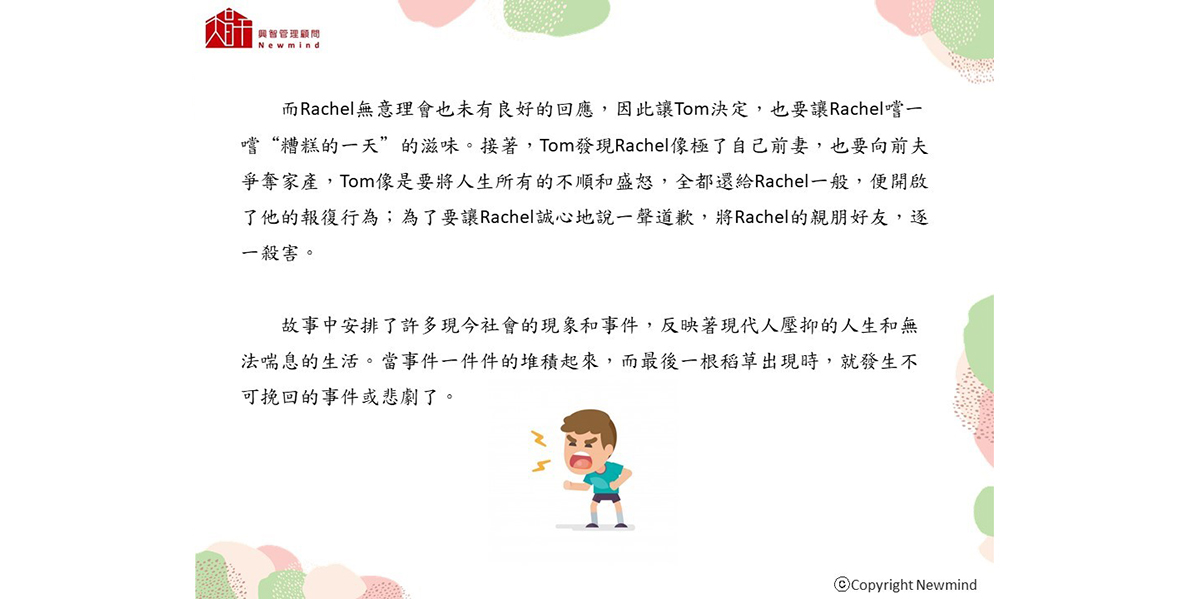 興智管理顧問
Newmind
而Rachel無意理會也未有良好的回應，因此讓Tom決定，也要讓Rachel嚐一
嚐“糟糕的一天”的滋味。接著，Tom發現Rachel像極了自己前妻，也要向前夫
爭奪家產，Tom像是要將人生所有的不順和盛怒，全都還給Rachel一般，便開啟
了他的報復行為；為了要讓Rachel誠心地說一聲道歉，將Rachel的親朋好友，逐
一殺害。
故事中安排了許多現今社會的現象和事件，反映著現代人壓抑的人生和無
法喘息的生活。當事件一件件的堆積起來，而最後一根稻草出現時，就發生不
可挽回的事件或悲劇了。
©Copyright Newmind